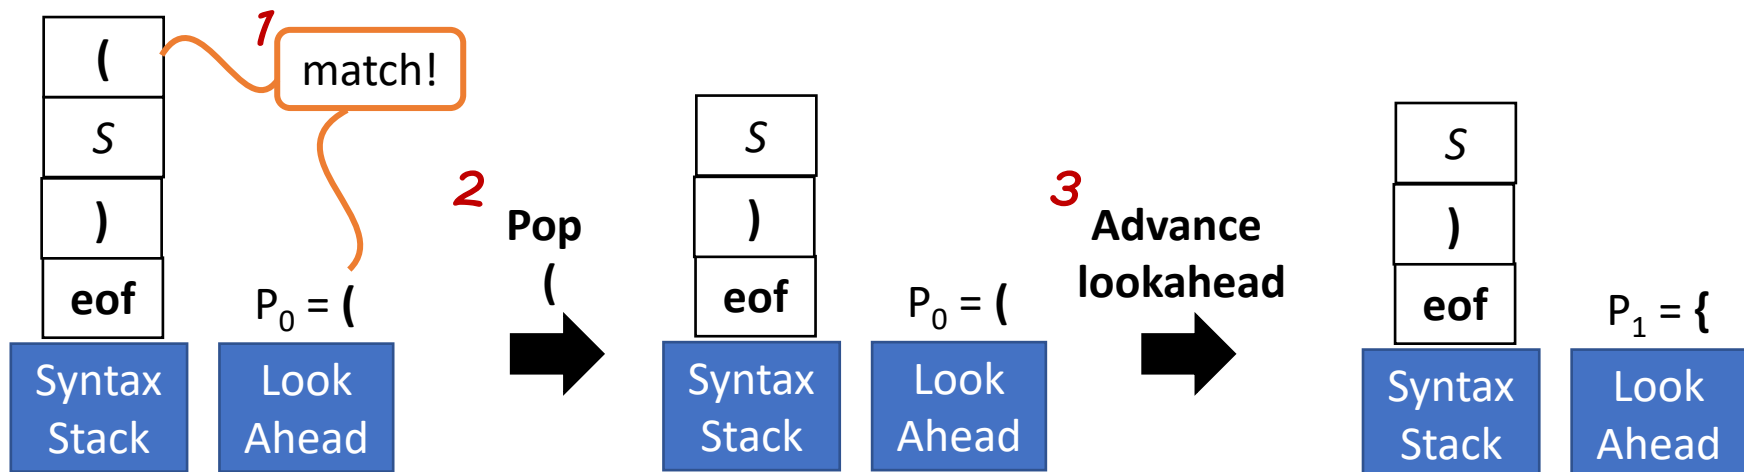 1
(
match!
S
)
eof
P0 = (
Syntax
Stack
Look
Ahead
2
Pop
(
S
)
eof
P0 = (
Syntax
Stack
Look
Ahead
3
Advance
lookahead
S
)
eof
P1 = {
Syntax
Stack
Look
Ahead